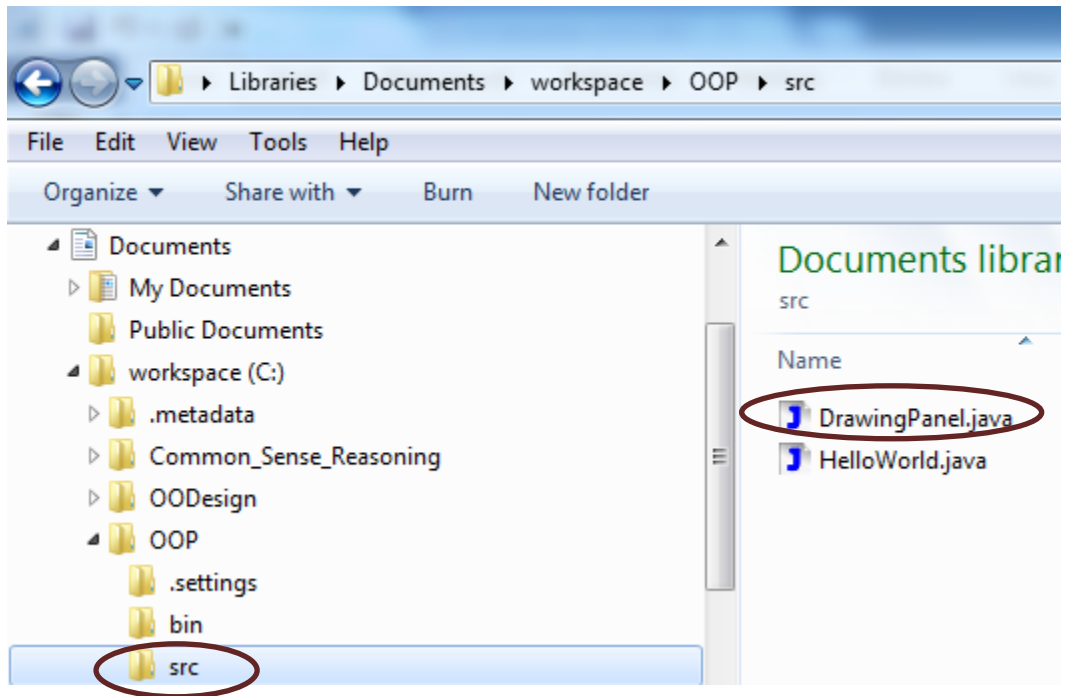 Libraries Documents workspace OOP src
File Edit View Tools Help
Organize Share with Burn New folder
Documents
My Documents
Public Documents
workspace (C:)
.metadata
Common_Sense_Reasoning
OODesign
OOP
.settings
bin
src
Documents librar
src
Name
DrawingPanel.java
HelloWorld.java